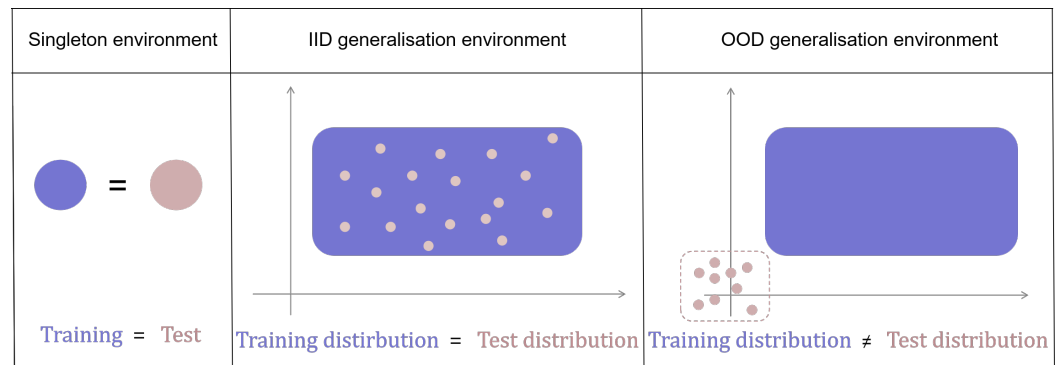 Singleton environment
IID generalisation environment
OOD generalisation environment
=
Training = Test
Training distirbution = Test distribution
Training distribution ≠ Test distribution